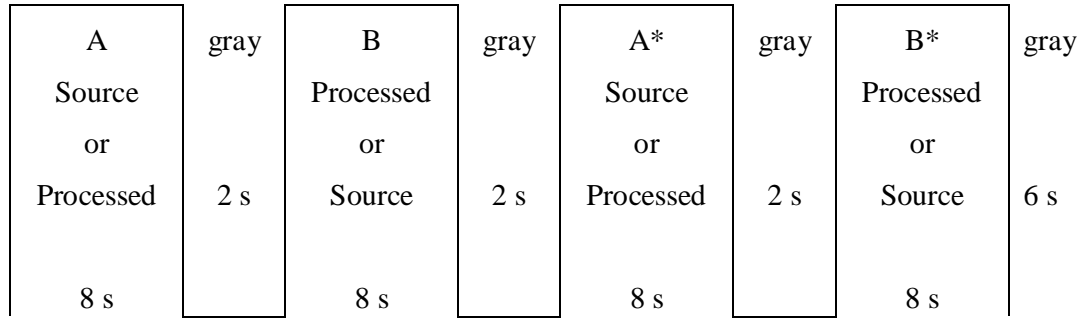 A gray B gray A* gray B* gray
Source Processed Source Processed
or or or or
Processed 2 s Source 2 s Processed 2 s Source 6 s
8 s 8 s 8 s 8 s